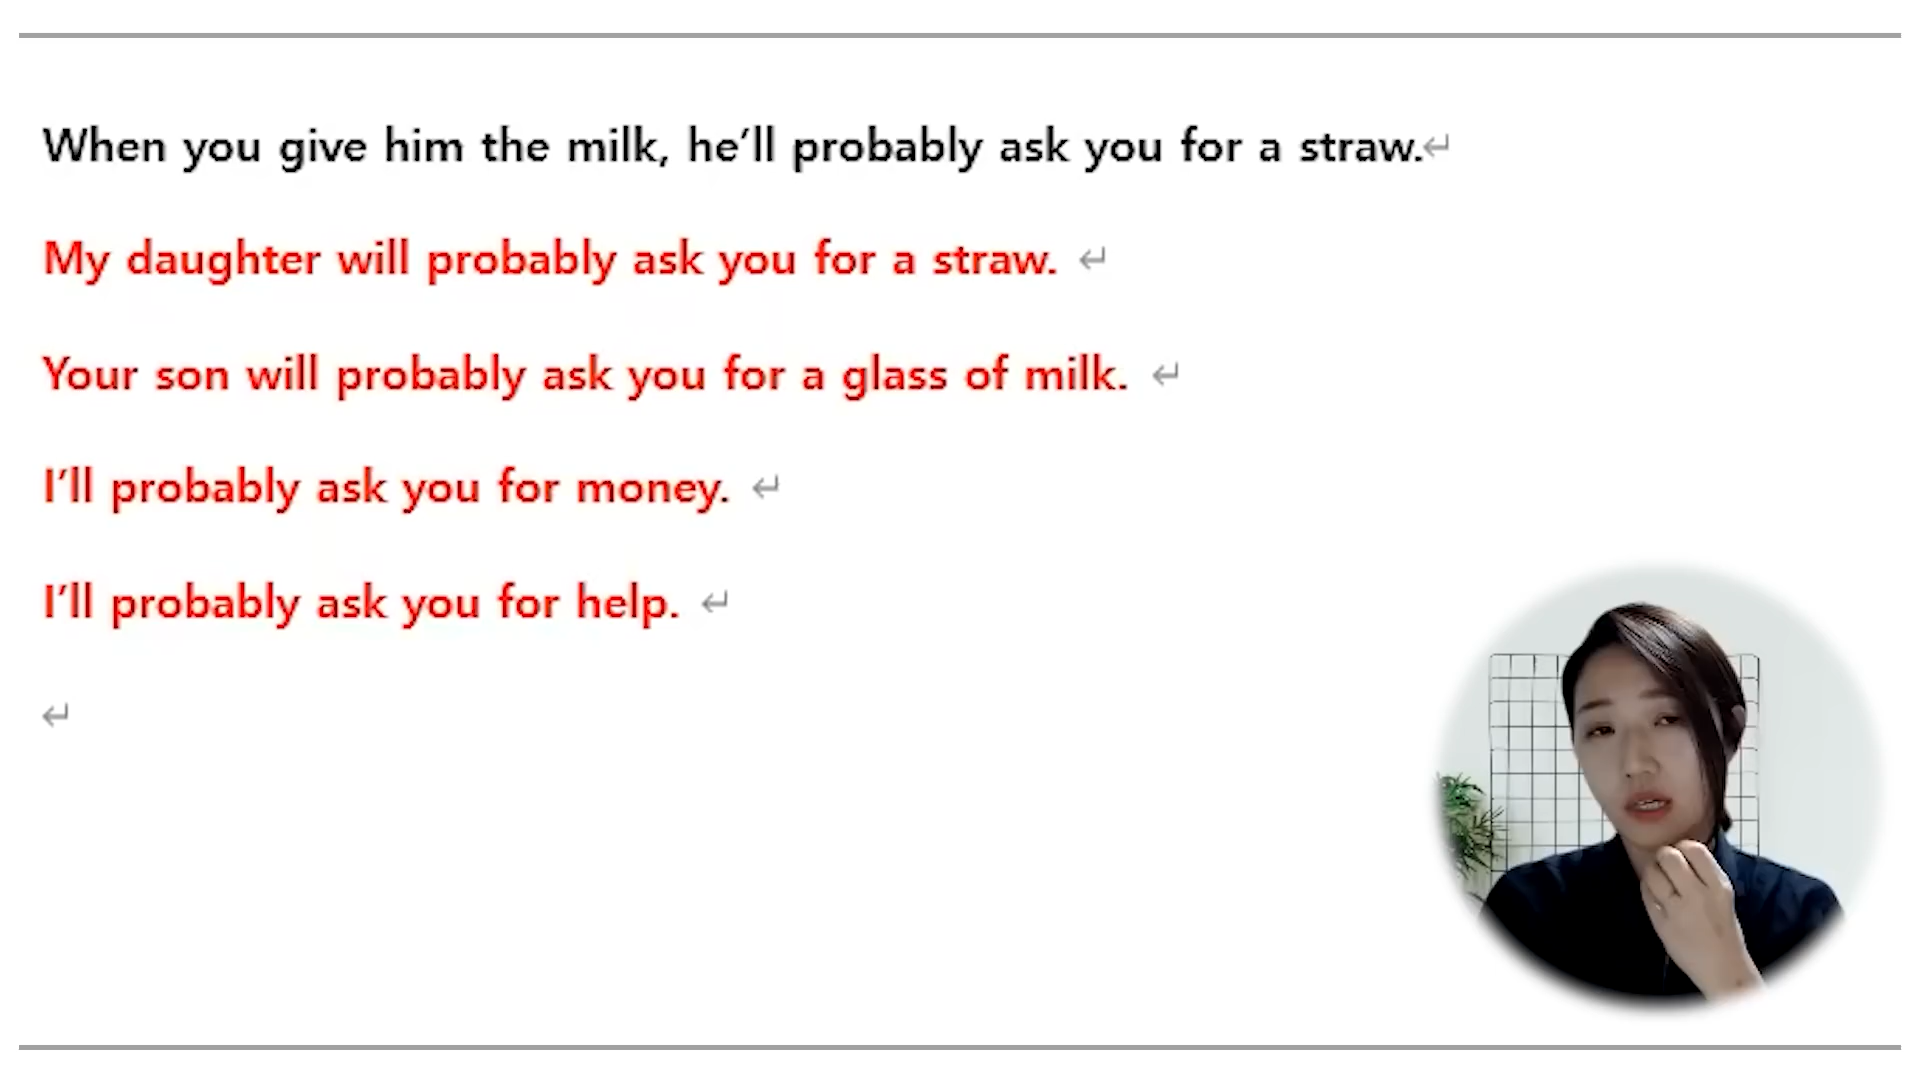 When you give him the milk, he’ll probably ask you for a straw.
My daughter will probably ask you for a straw.
Your son will probably ask you for a glass of milk.
I’ll probably ask you for money.
I’ll probably ask you for help.